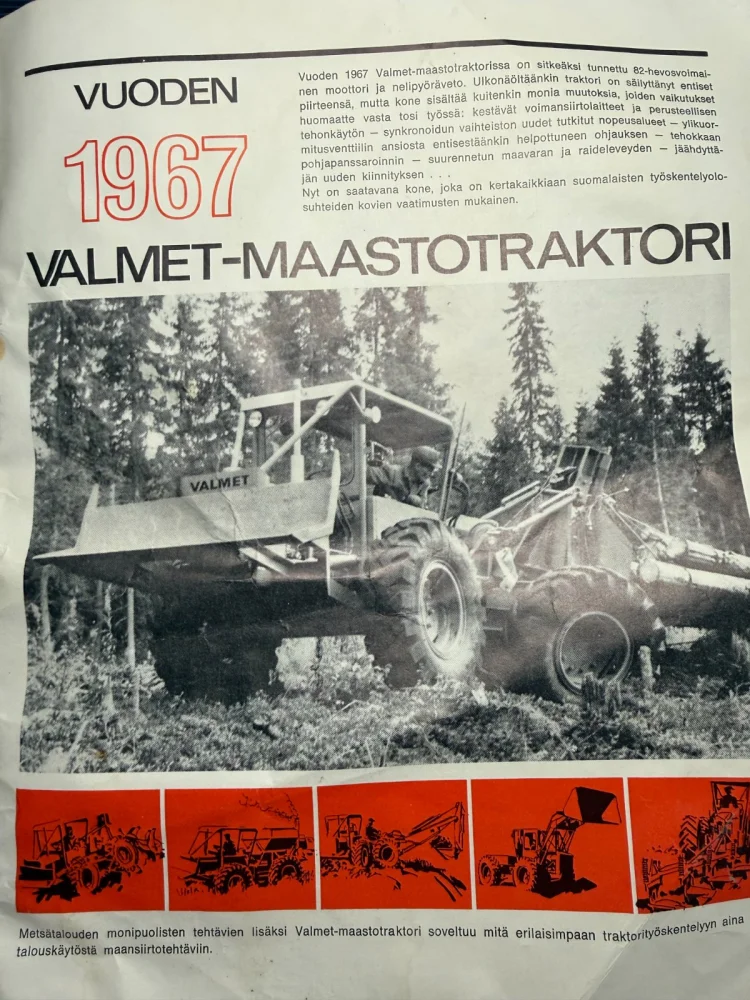 VUODEN
1967
Vuoden 1967 Valmet-maastotraktorissa on sitkeäksi tunnettu 82-hevosvoimai-
nen moottori ja nelipyöräveto. Ulkonäöltäänkin traktori on säilyttänyt entiset
piirteensä, mutta kone sisältää kuitenkin monia muutoksia, joiden vaikutukset
huomaatte vasta tosi työssä: kestävät voimansiirtolaitteet ja perusteellisen
tehonkäytön — synkronoidun vaihteiston uudet tutkitut nopeusalueet — ylikuor-
mitusventtiilin ansiosta entisestäänkin helpottuneen ohjauksen — tehokkaan
pohjapanssaroinnin — suurennetun maavaran ja raideleveyden — jäähdyttä-
jän uuden kiinnityksen . . .
Nyt on saatavana kone, joka on kertakaikkiaan suomalaisten työskentelyolo-
suhteiden kovien vaatimusten mukainen.
VALMET-MAASTOTRAKTORI
VALMET
Metsätalouden monipuolisten tehtävien lisäksi Valmet-maastotraktori soveltuu mitä erilaisimpaan traktorityöskentelyyn aina
talouskäytöstä maansiirtotehtäviin.